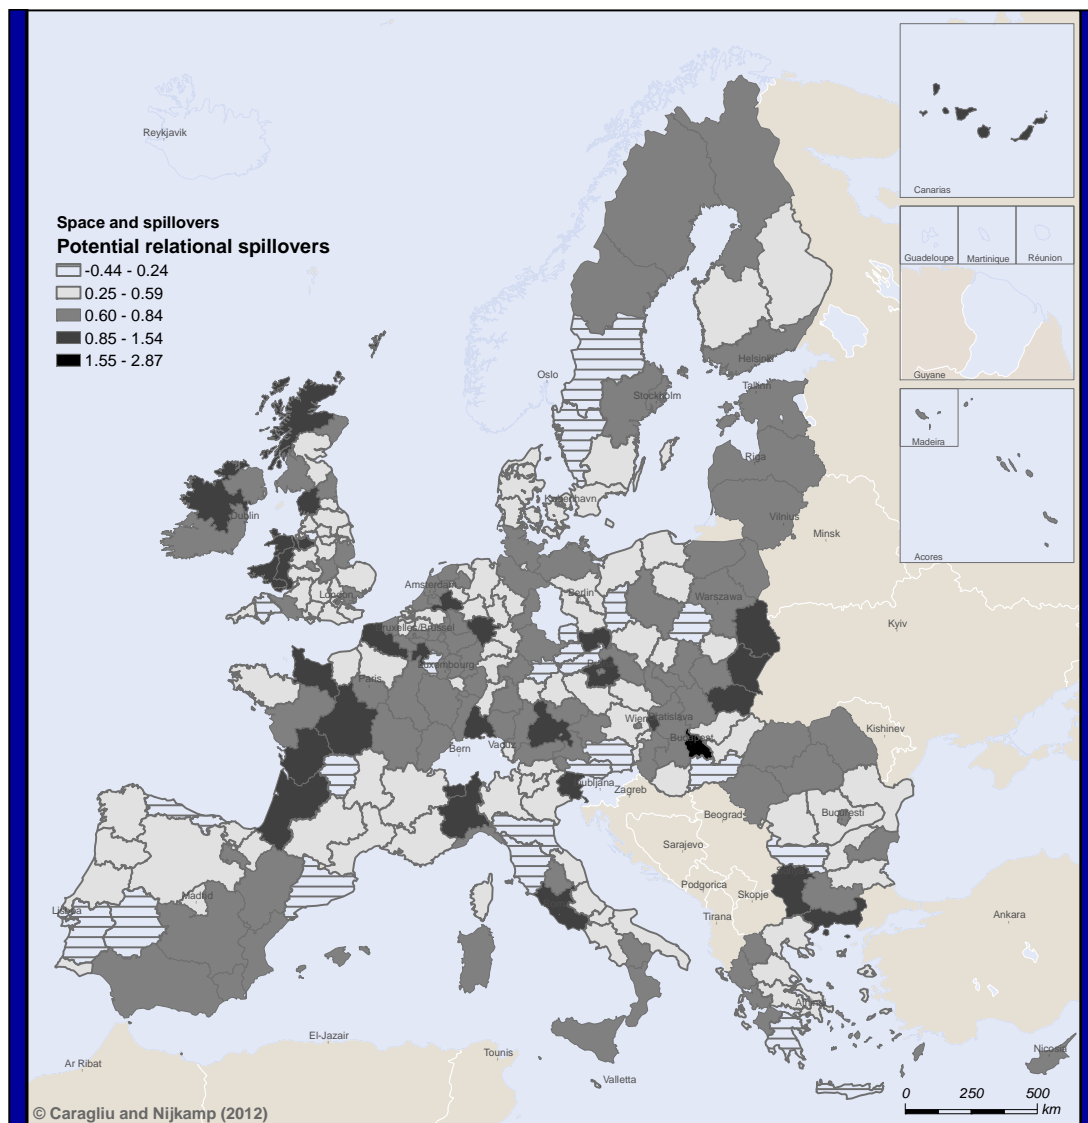 Reykjavik
Canarias
Space and spillovers
Potential relational spillovers
-0.44 - 0.24
0.25 - 0.59
0.60 - 0.84
0.85 - 1.54
1.55 - 2.87
Guadeloupe
Martinique
Réunion
Guyane
Madeira
Acores
Oslo
Helsinki
Stockholm
Tallinn
Riga
København
Vilnius
Minsk
Dublin
Amsterdam
Berlin
Warszawa
London
Bruxelles/Brussel
Kyiv
Luxembourg
Paris
Wien
Bratislava
Budapest
Kishinev
Bern
Vaduz
Ljubljana
Zagreb
Beograd
Bucuresti
Sarajevo
Podgorica
Skopje
Tirana
Madrid
Lisboa
Ankara
Nicosia
El-Jazair
Tounis
Ar Ribat
Valletta
0 250 500
km
© Caragliu and Nijkamp (2012)